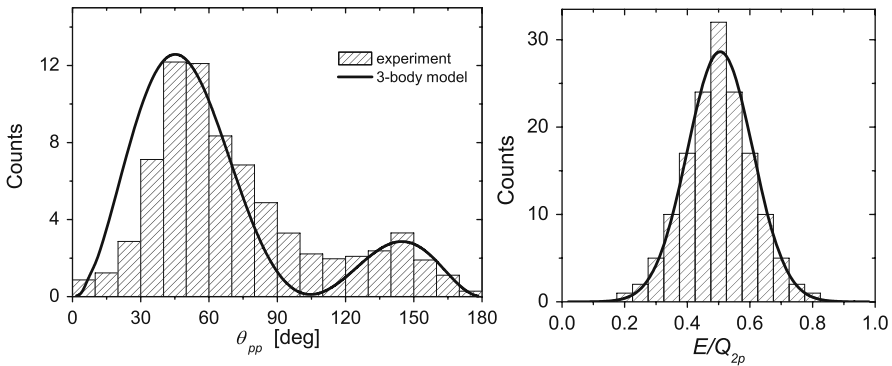 12
8
4
0
Counts
0 30 60 90 120 150 180
θpp [deg]
experiment
3-body model
30
20
10
0
Counts
0.0 0.2 0.4 0.6 0.8 1.0
E/Q2p